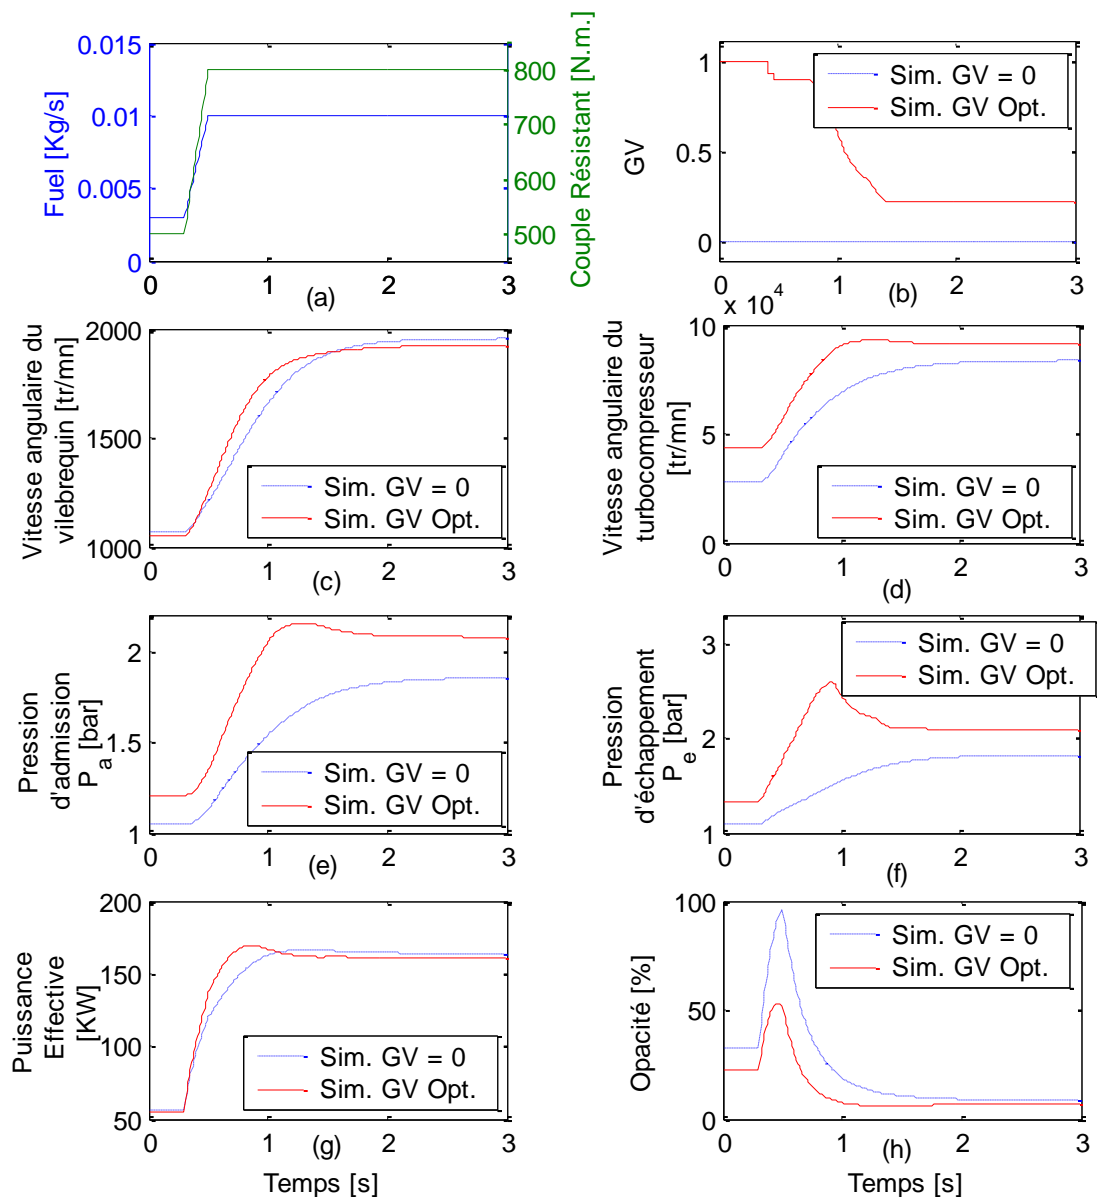 0.015
0.01
0.005
0
Fuel [Kg/s]
800
700
600
500
Couple Résistant [N.m.]
0 1 2 3
(a)
1
0.5
0
GV
Sim. GV = 0
Sim. GV Opt.
0 1 2 3
(b)
2000
1500
1000
Vitesse angulaire du
vilebrequin [tr/mn]
Sim. GV = 0
Sim. GV Opt.
0 1 2 3
(c)
x 10^4
10
5
0
Vitesse angulaire du
turbocompresseur
[tr/mn]
Sim. GV = 0
Sim. GV Opt.
0 1 2 3
(d)
2
1.5
1
Pression
d'admission
P_a [bar]
Sim. GV = 0
Sim. GV Opt.
0 1 2 3
(e)
3
2
1
Pression
d'échappement
P_e [bar]
Sim. GV = 0
Sim. GV Opt.
0 1 2 3
(f)
200
150
100
50
Puissance
Effective
[KW]
Sim. GV = 0
Sim. GV Opt.
0 1 2 3
(g)
Temps [s]
100
50
0
Opacité [%]
Sim. GV = 0
Sim. GV Opt.
0 1 2 3
(h)
Temps [s]